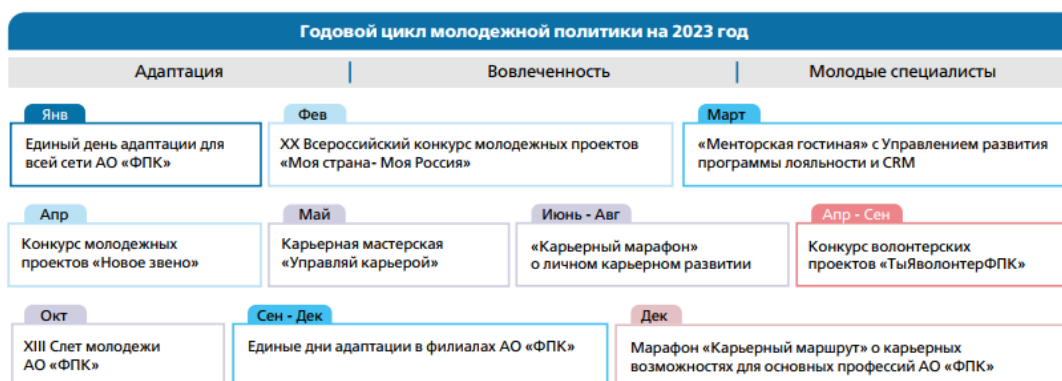 Годовой цикл молодежной политики на 2023 год
Адаптация
Вовлеченность
Молодые специалисты
Янв
Единый день адаптации для
всей сети АО «ФПК»
Фев
XX Всероссийский конкурс молодежных проектов
«Моя страна- Моя Россия»
Март
«Менторская гостиная» с Управлением развития
программы лояльности и CRM
Апр
Конкурс молодежных
проектов «Новое звено»
Май
Карьерная мастерская
«Управляй карьерой»
Июнь - Авг
«Карьерный марафон»
о личном карьерном развитии
Апр - Сен
Конкурс волонтерских
проектов «ТыЯволонтерФПК»
Окт
XIII Слет молодежи
АО «ФПК»
Сен - Дек
Единые дни адаптации в филиалах АО «ФПК»
Дек
Марафон «Карьерный маршрут» о карьерных
возможностях для основных профессий АО «ФПК»